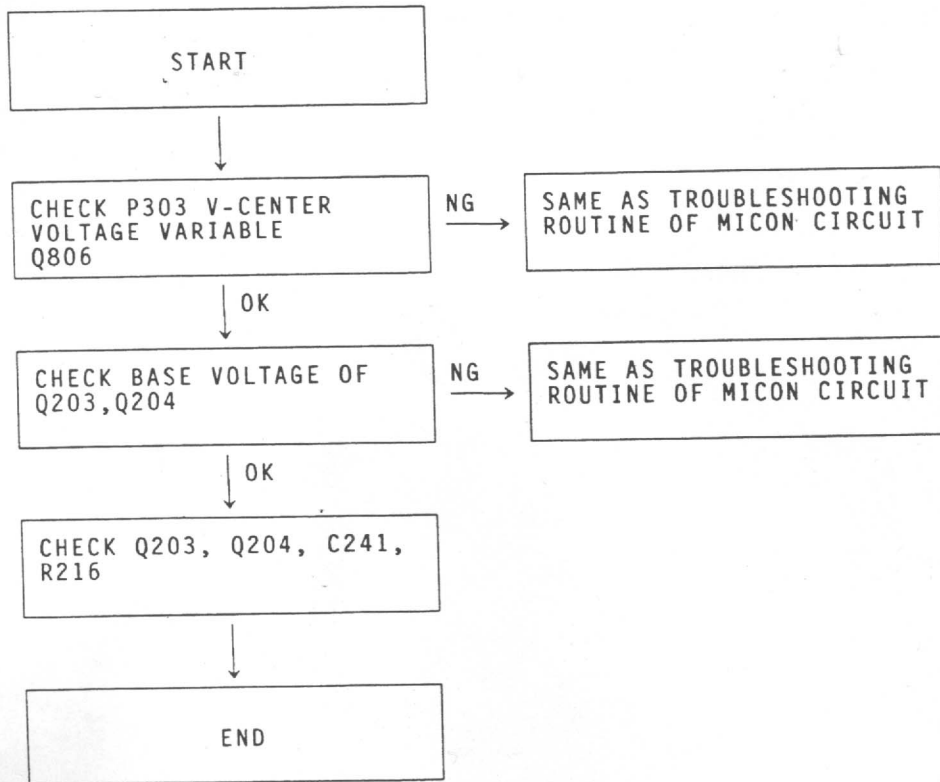 START
CHECK P303 V-CENTER
VOLTAGE VARIABLE
Q806
NG
SAME AS TROUBLESHOOTING
ROUTINE OF MICON CIRCUIT
OK
CHECK BASE VOLTAGE OF
Q203,Q204
NG
SAME AS TROUBLESHOOTING
ROUTINE OF MICON CIRCUIT
OK
CHECK Q203, Q204, C241,
R216
END